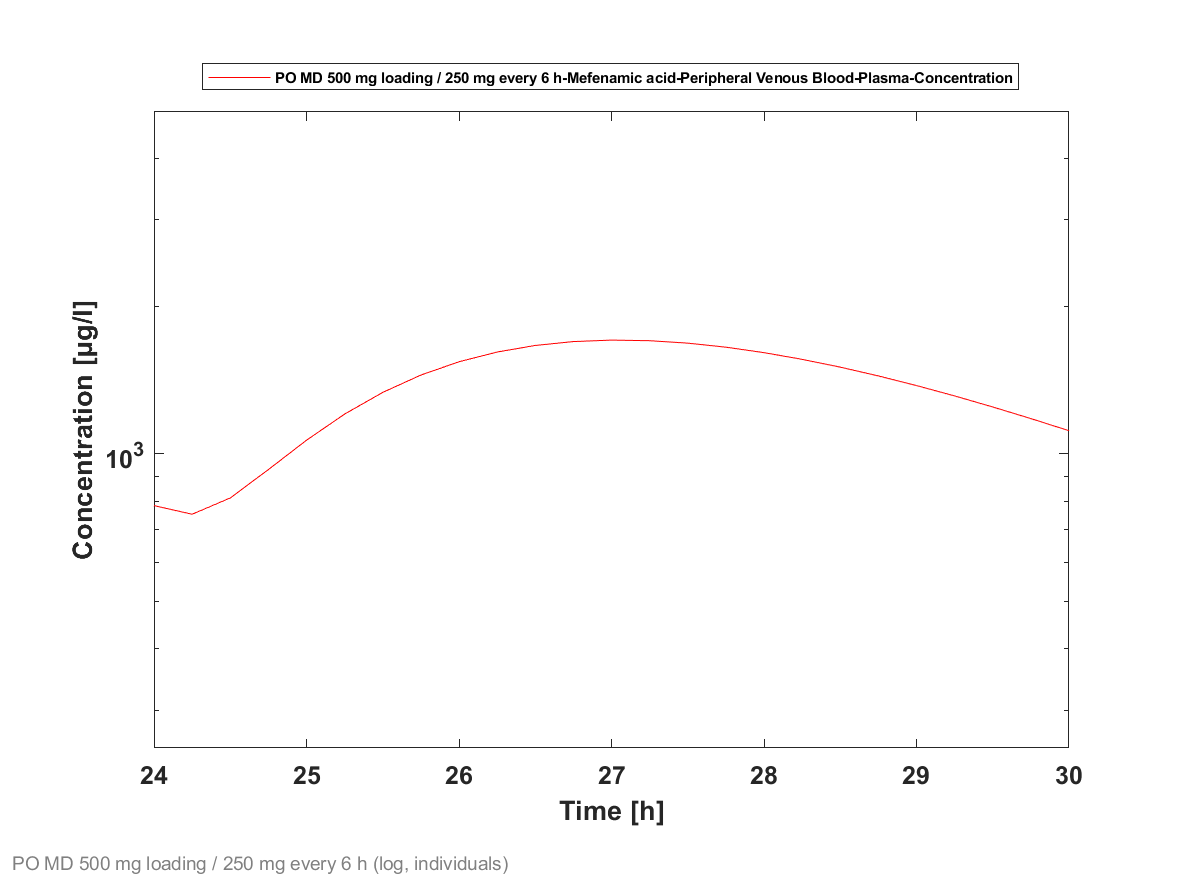 PO MD 500 mg loading / 250 mg every 6 h-Mefenamic acid-Peripheral Venous Blood-Plasma-Concentration
Concentration [µg/l]
10³
24 25 26 27 28 29 30
Time [h]
PO MD 500 mg loading / 250 mg every 6 h (log, individuals)